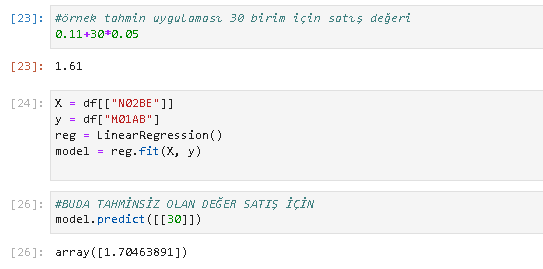 [23]: #örnek tahmin uygulaması 30 birim için satış değeri
0.11+30*0.05
[23]: 1.61
[24]: X = df[["N02BE"]]
y = df["M01AB"]
reg = LinearRegression()
model = reg.fit(X, y)
[26]: #BUDA TAHMİNSİZ OLAN DEĞER SATIŞ İÇİN
model.predict([[30]])
[26]: array([1.70463891])